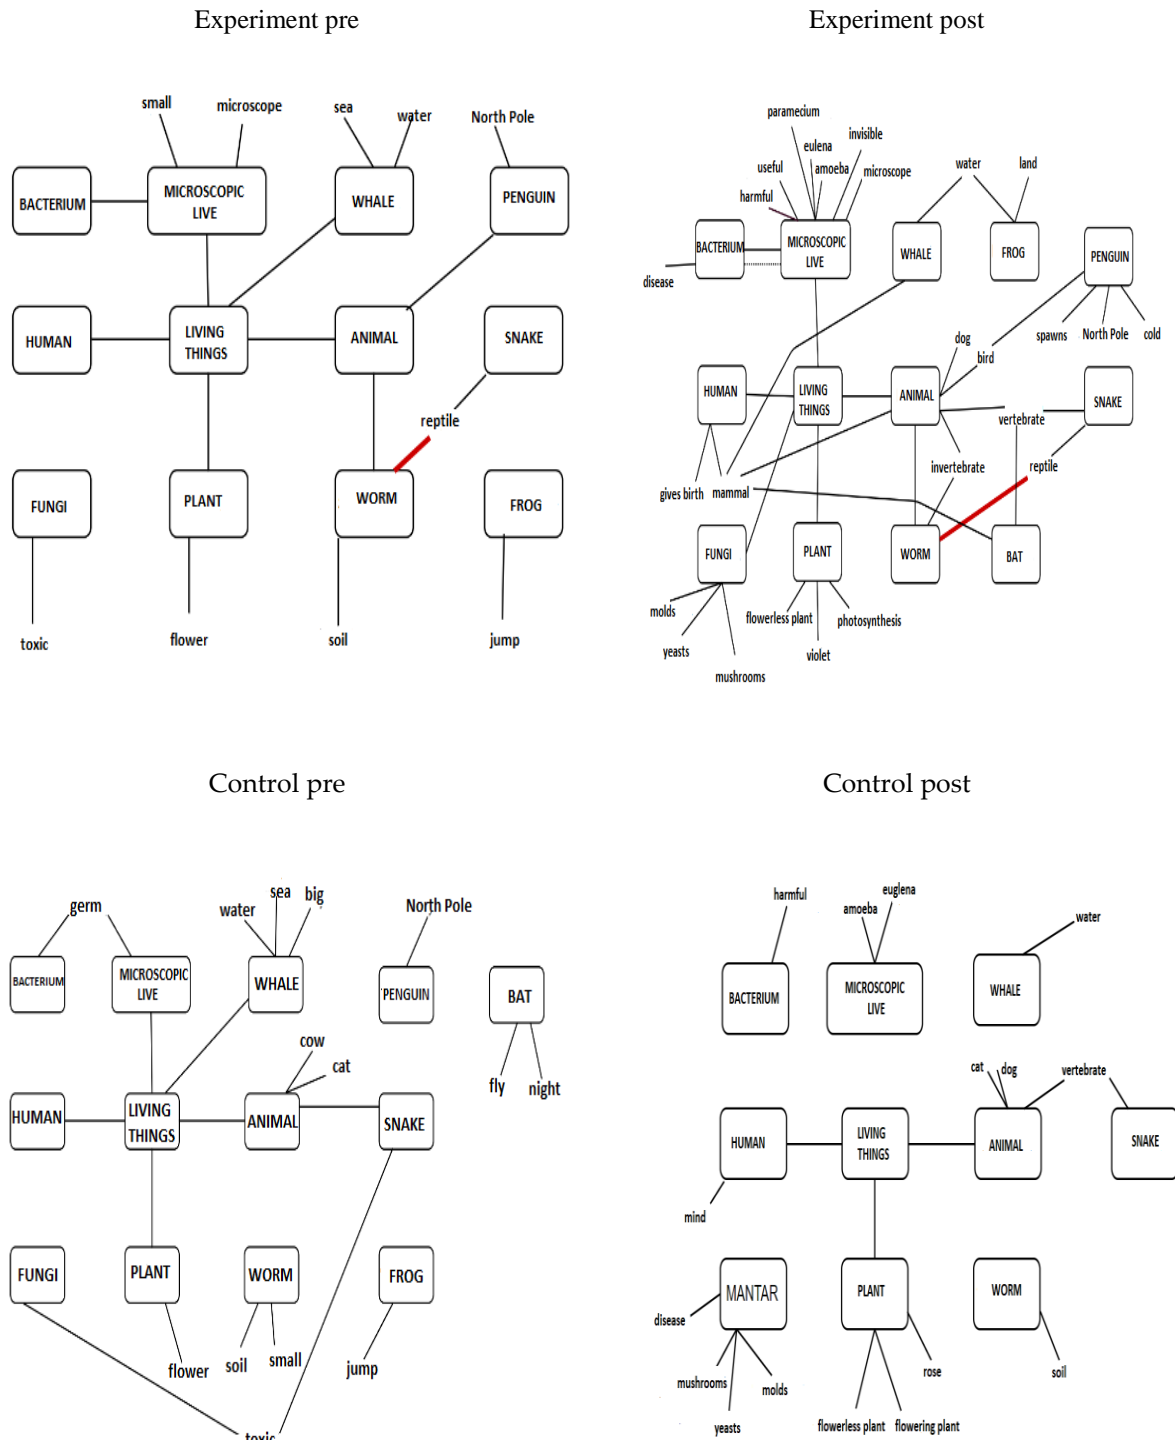 Experiment pre
small
microscope
sea
water
North Pole
BACTERIUM
MICROSCOPIC
LIVE
WHALE
PENGUIN
HUMAN
LIVING
THINGS
ANIMAL
SNAKE
reptile
FUNGI
PLANT
WORM
FROG
toxic
flower
soil
jump
Experiment post
paramecium
invisible
eulena
useful
amoeba
microscope
harmful
water
land
BACTERIUM
MICROSCOPIC
LIVE
WHALE
FROG
PENGUIN
disease
spawns
North Pole
cold
dog
bird
HUMAN
LIVING
THINGS
ANIMAL
SNAKE
vertebrate
invertebrate
reptile
gives birth
mammal
FUNGI
PLANT
WORM
BAT
molds
flowerless plant
photosynthesis
yeasts
violet
mushrooms
Control pre
germ
water
sea
big
North Pole
BACTERIUM
MICROSCOPIC
LIVE
WHALE
PENGUIN
BAT
cow
cat
fly
night
HUMAN
LIVING
THINGS
ANIMAL
SNAKE
FUNGI
PLANT
WORM
FROG
flower
soil
small
jump
toxic
Control post
harmful
amoeba
euglena
water
BACTERIUM
MICROSCOPIC
LIVE
WHALE
cat
dog
vertebrate
HUMAN
LIVING
THINGS
ANIMAL
SNAKE
mind
MANTAR
PLANT
WORM
disease
mushrooms
molds
yeasts
rose
soil
flowerless plant
flowering plant